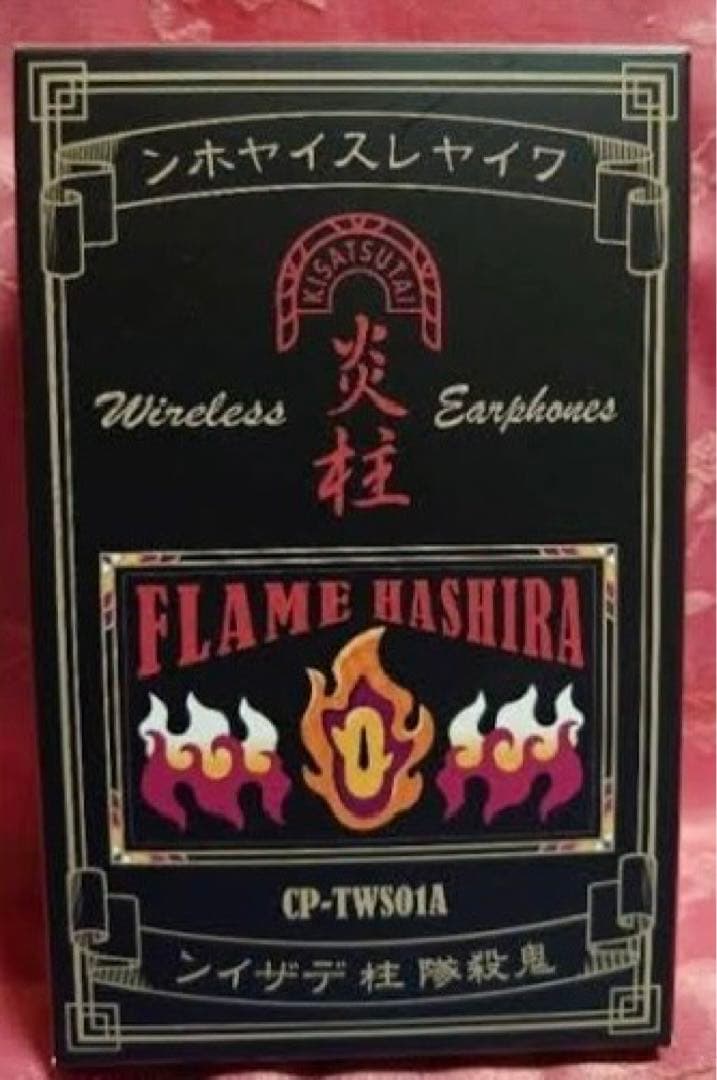 ワイヤレスイヤホン
KISATSUTAI
炎柱
Wireless Earphones
FLAME HASHIRA
CP-TWS01A
鬼殺隊 柱 デザイン